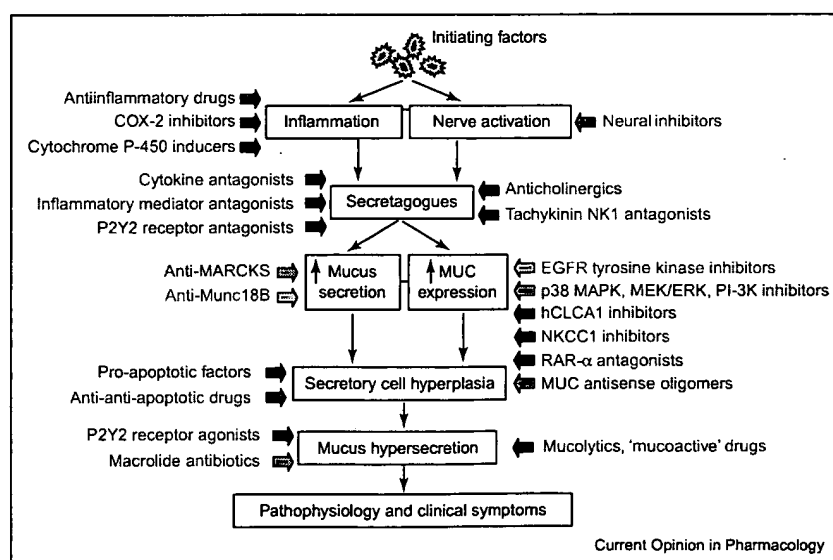 Initiating factors
Antiinflammatory drugs
COX-2 inhibitors
Cytochrome P-450 inducers
Inflammation
Nerve activation
Neural inhibitors
Cytokine antagonists
Inflammatory mediator antagonists
P2Y2 receptor antagonists
Secretagogues
Anticholinergics
Tachykinin NK1 antagonists
Anti-MARCKS
Anti-Munc18B
Mucus
secretion
MUC
expression
EGFR tyrosine kinase inhibitors
p38 MAPK, MEK/ERK, PI-3K inhibitors
hCLCA1 inhibitors
NKCC1 inhibitors
RAR-α antagonists
MUC antisense oligomers
Pro-apoptotic factors
Anti-anti-apoptotic drugs
Secretory cell hyperplasia
P2Y2 receptor agonists
Macrolide antibiotics
Mucus hypersecretion
Mucolytics, 'mucoactive' drugs
Pathophysiology and clinical symptoms
Current Opinion in Pharmacology